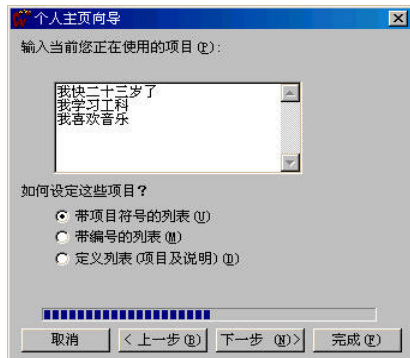 个人主页向导
输入当前您正在使用的项目(P):
我快二十三岁了
我学习工科
我喜欢音乐
如何设定这些项目?
带项目符号的列表(U)
带编号的列表(M)
定义列表(项目及说明)(D)
取消 <上一步(B) 下一步 (N)> 完成(F)